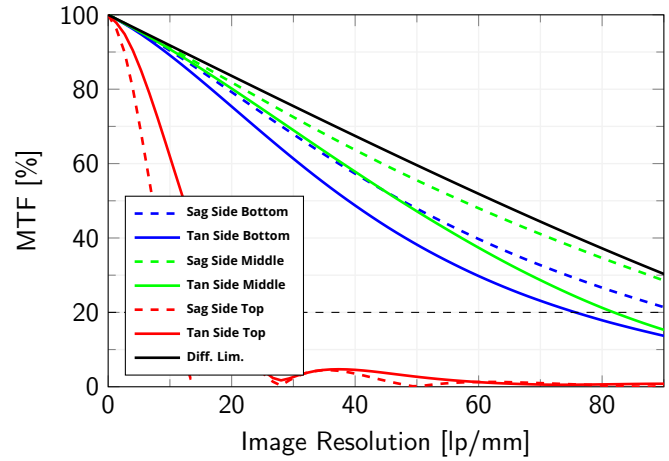 100
80
60
40
20
0
MTF [%]
Sag Side Bottom
Tan Side Bottom
Sag Side Middle
Tan Side Middle
Sag Side Top
Tan Side Top
Diff. Lim.
0 20 40 60 80
Image Resolution [lp/mm]